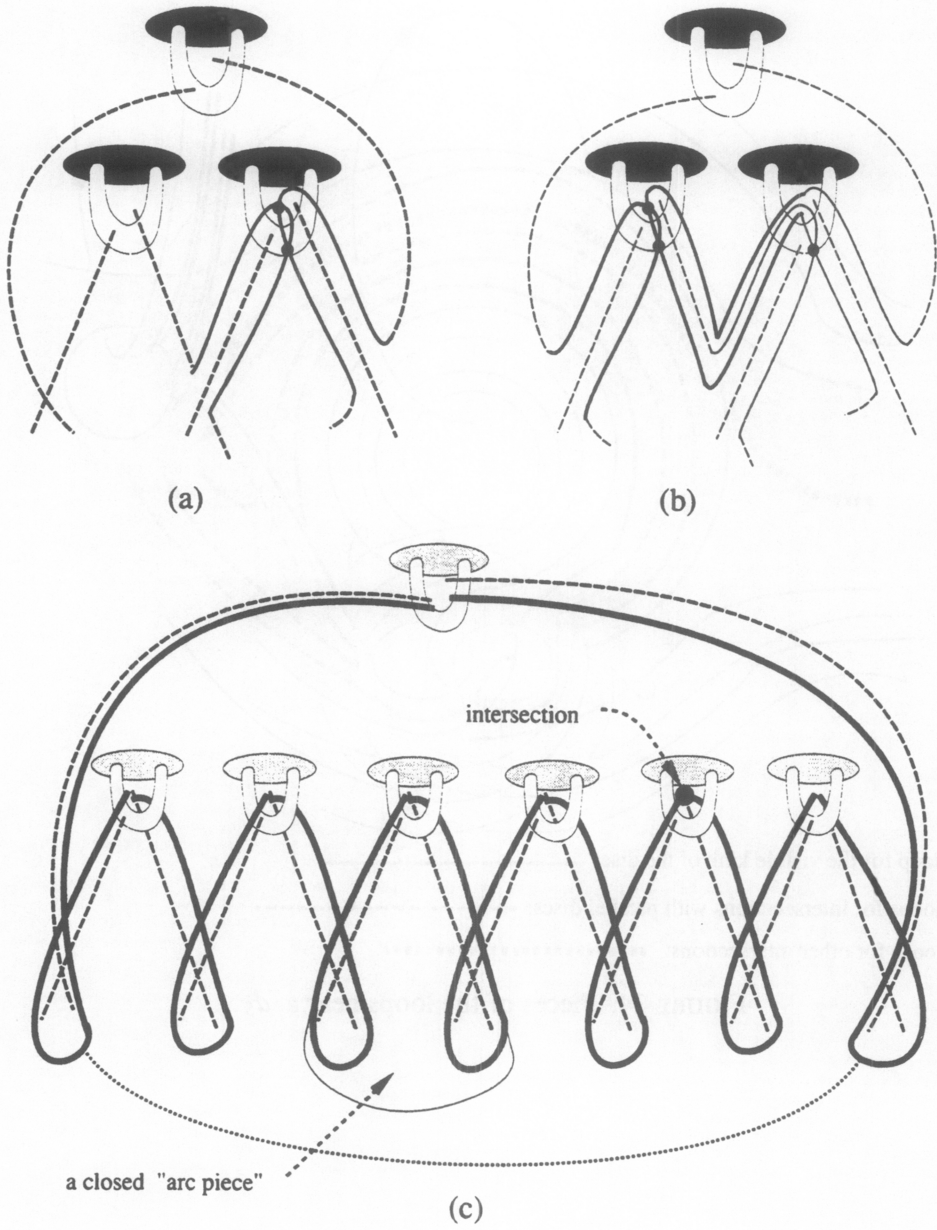 (a)
(b)
intersection
a closed "arc piece"
(c)